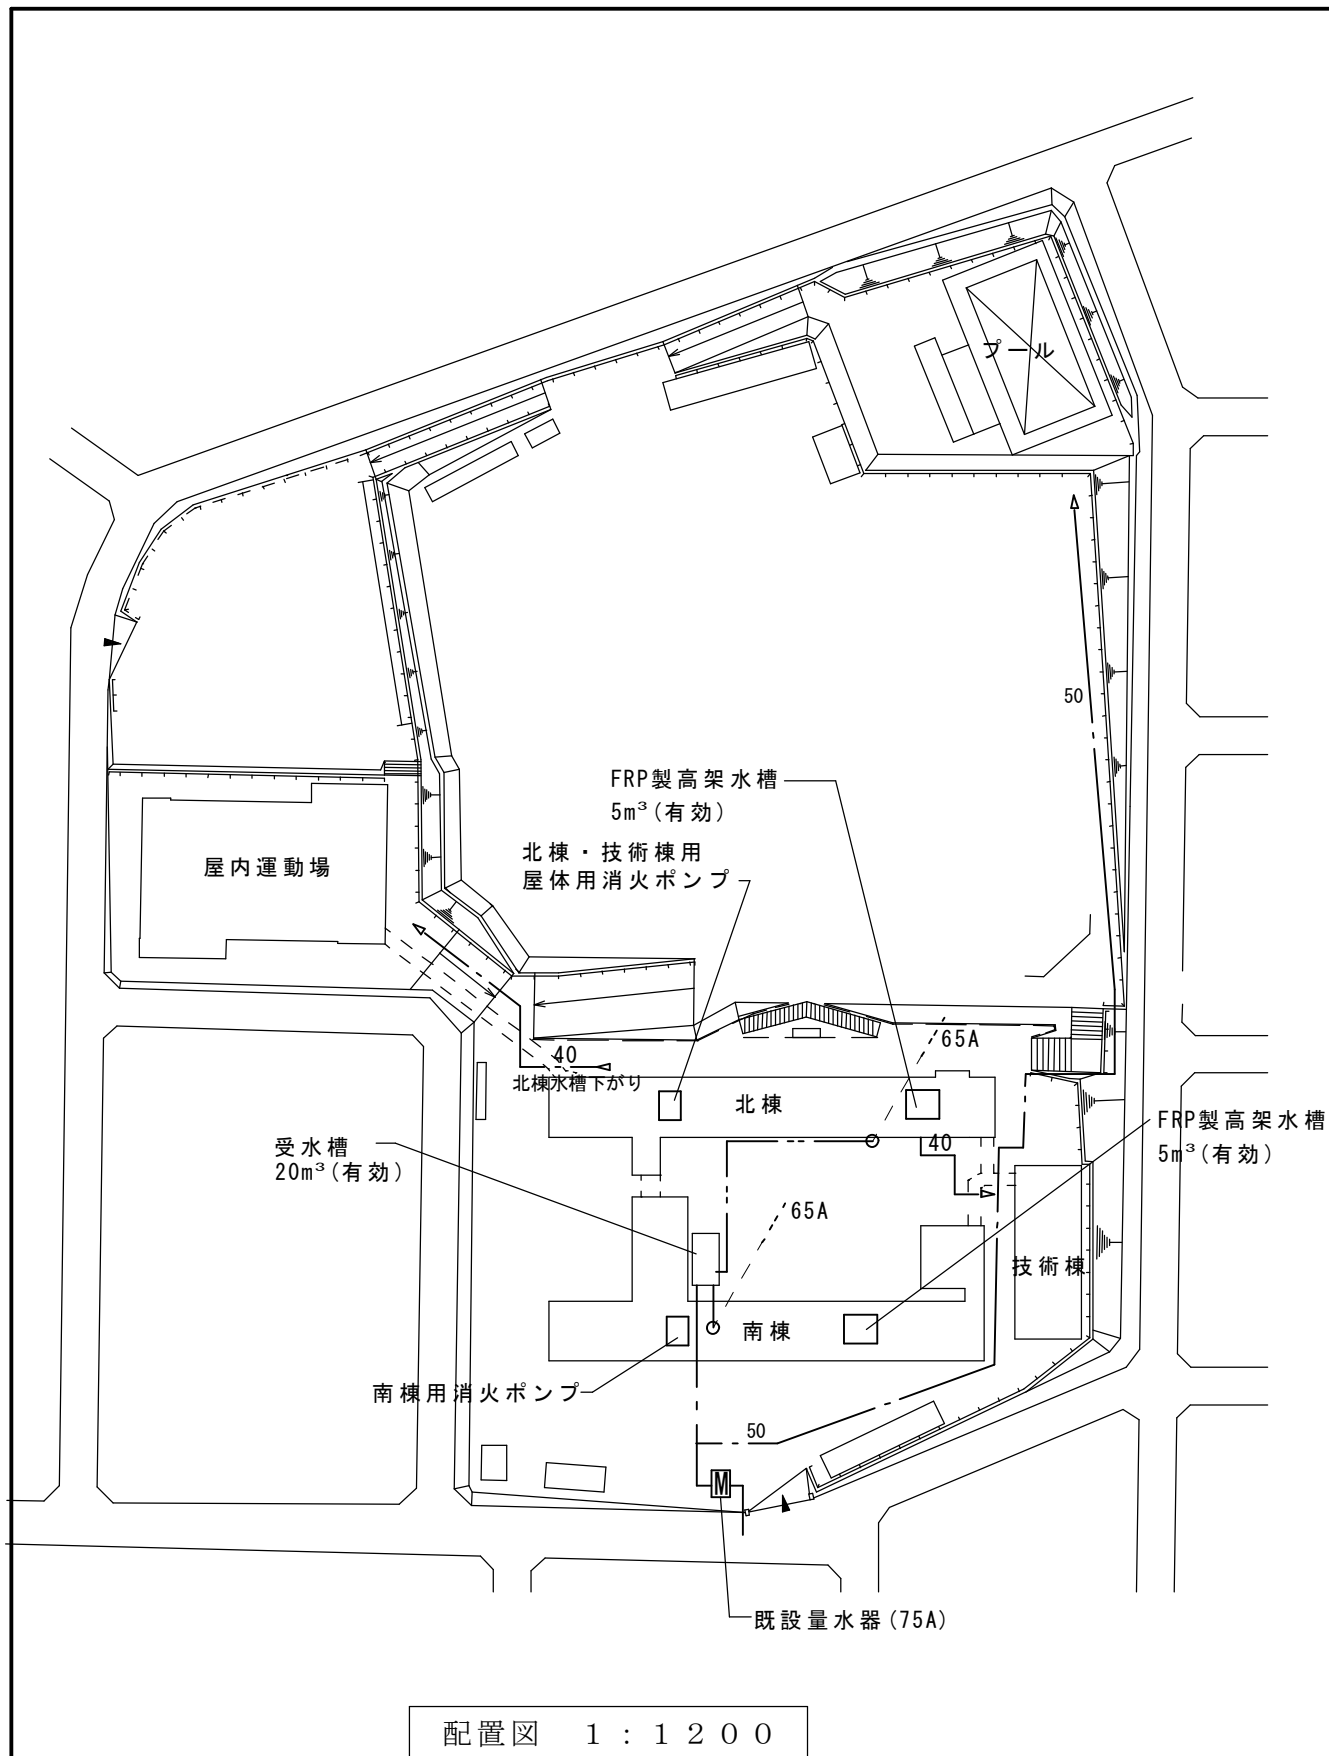 プール
50
FRP製高架水槽
5m³(有効)
北棟・技術棟用
屋体用消火ポンプ
屋内運動場
65A
40
北棟氷槽下がり
北棟
FRP製高架水槽
5m³(有効)
40
受水槽
20m³(有効)
65A
技術棟
南棟
南棟用消火ポンプ
50
M
既設量水器(75A)
配置図 1:1200